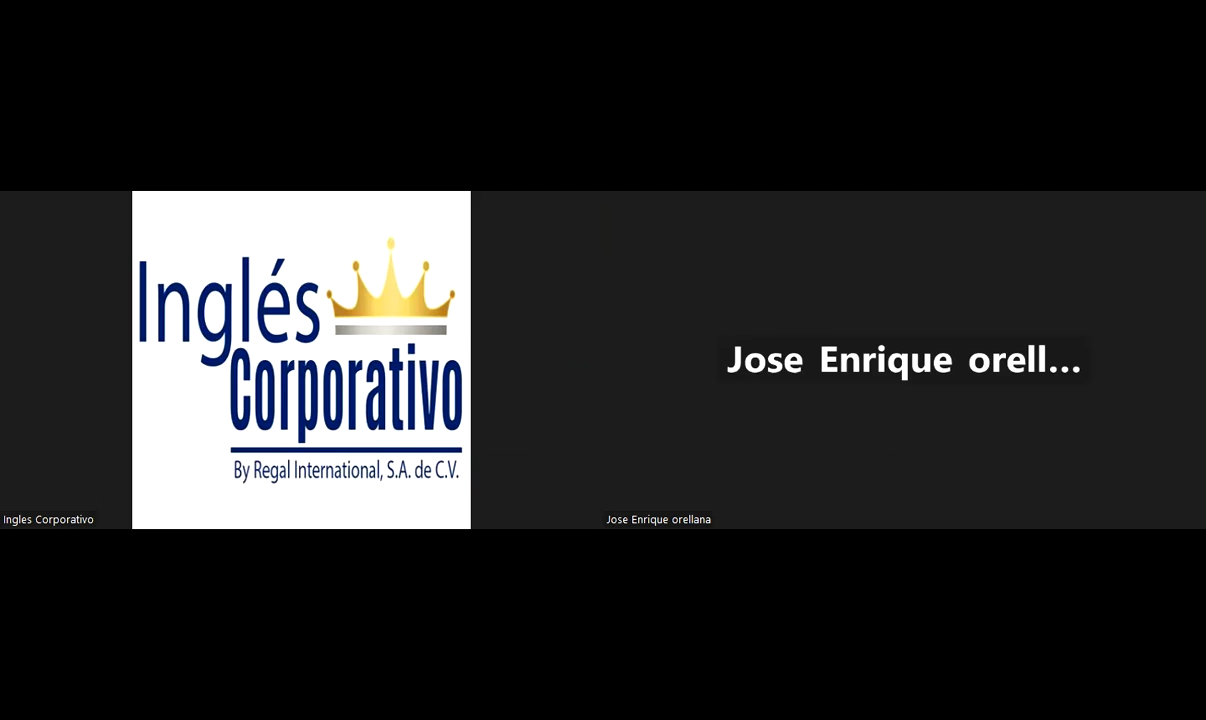 Inglés
Corporativo
By Regal International, S.A. de C.V.
Ingles Corporativo
Jose Enrique orell...
Jose Enrique orellana